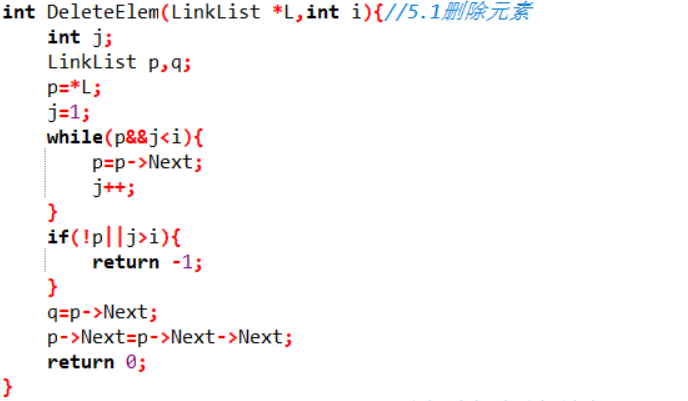 int DeleteElem(LinkList *L,int i){//5.1删除元素
int j;
LinkList p,q;
p=*L;
j=1;
while(p&&j<i){
p=p->Next;
j++;
}
if(!p||j>i){
return -1;
}
q=p->Next;
p->Next=p->Next->Next;
return 0;
}